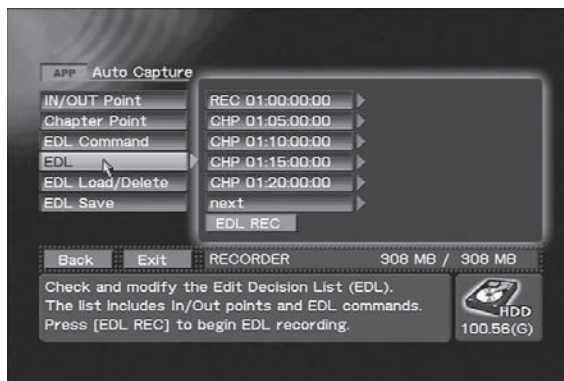 APP Auto Capture
IN/OUT Point
Chapter Point
EDL Command
EDL
EDL Load/Delete
EDL Save
REC 01:00:00:00
CHP 01:05:00:00
CHP 01:10:00:00
CHP 01:15:00:00
CHP 01:20:00:00
next
EDL REC
Back Exit RECORDER 308 MB / 308 MB
Check and modify the Edit Decision List (EDL).
The list includes In/Out points and EDL commands.
Press [EDL REC] to begin EDL recording.
HDD
100.56(G)